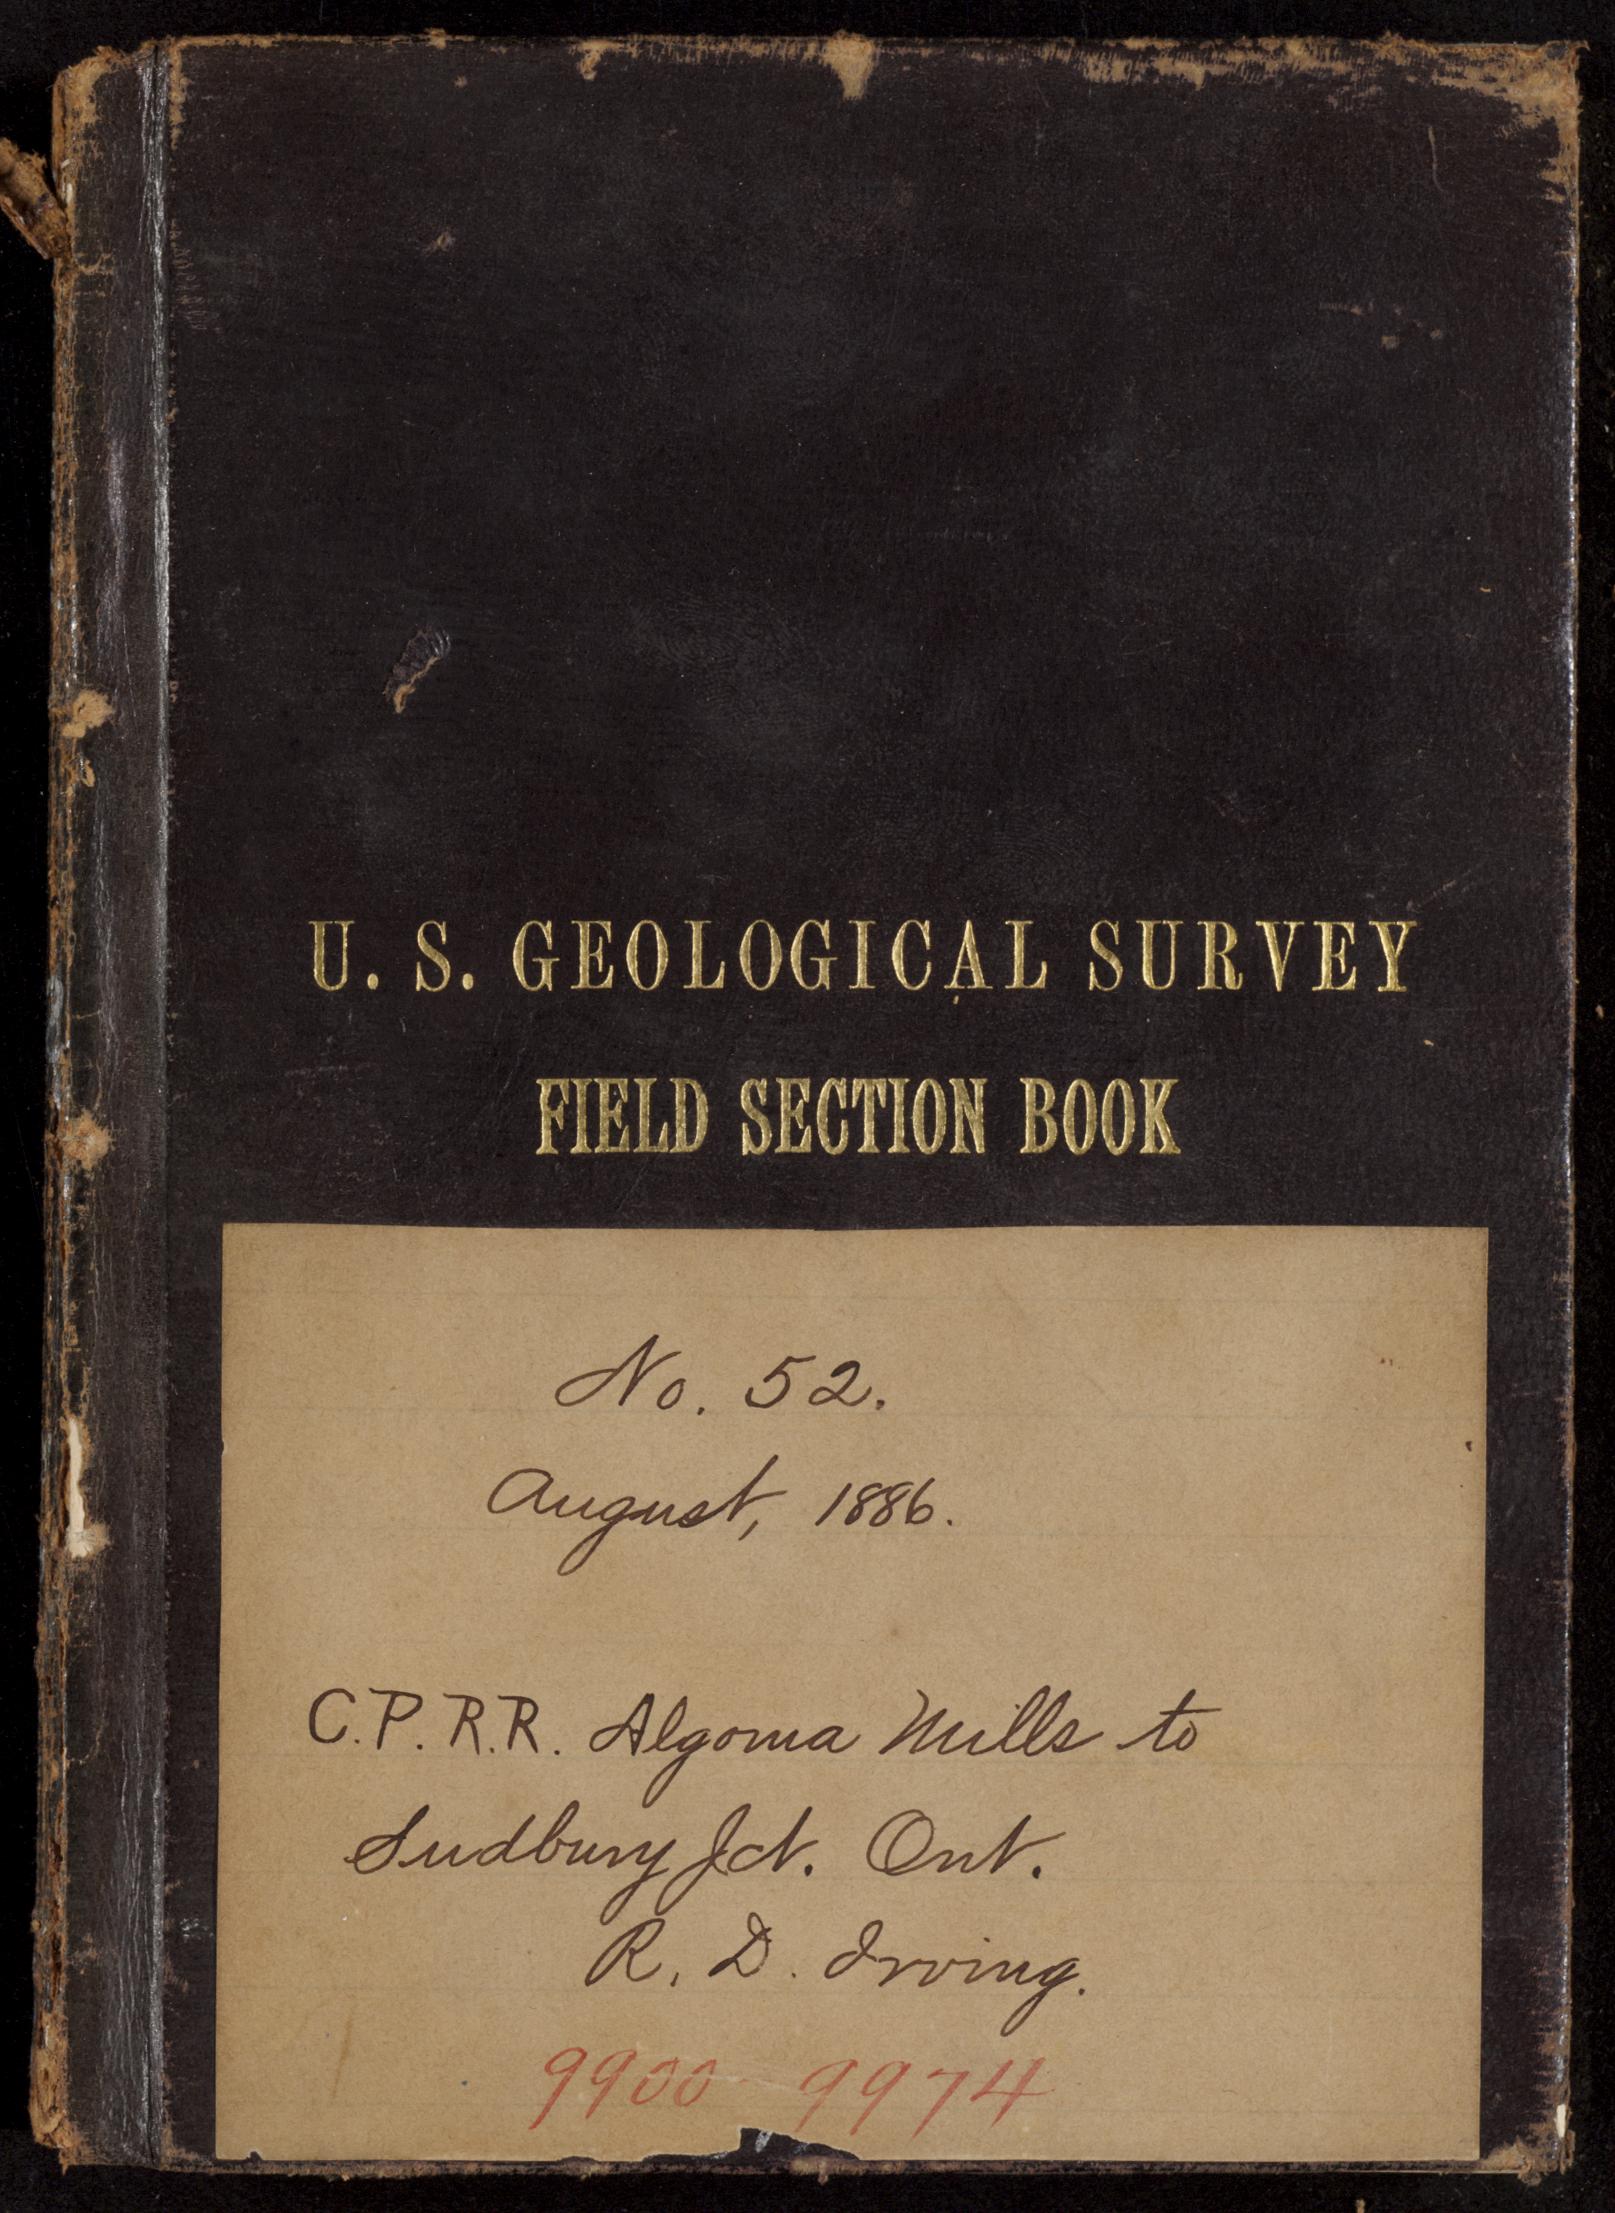 U. S. GEOLOGICAL SURVEY
FIELD SECTION BOOK
No. 52.
August, 1886.
C.P.R.R. Algoma Mills to
Sudbury Jct. Ont.
R. D. Irving.
9900 9974